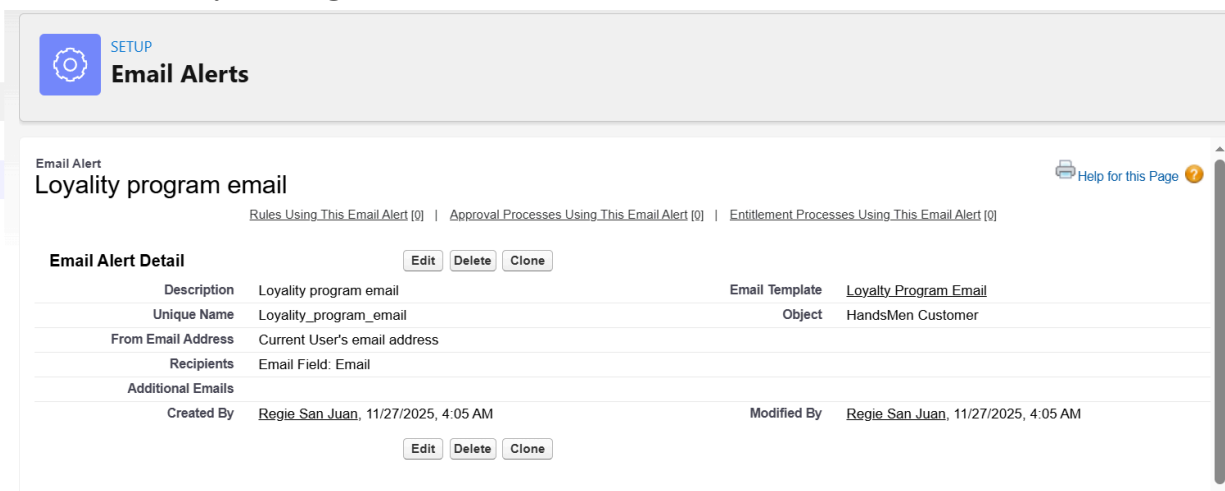 SETUP
Email Alerts
Email Alert
Loyality program email
Help for this Page
Rules Using This Email Alert [0] | Approval Processes Using This Email Alert [0] | Entitlement Processes Using This Email Alert [0]
Email Alert Detail Edit Delete Clone
Description Loyality program email Email Template Loyalty Program Email
Unique Name Loyality_program_email Object HandsMen Customer
From Email Address Current User's email address
Recipients Email Field: Email
Additional Emails
Created By Regie San Juan, 11/27/2025, 4:05 AM Modified By Regie San Juan, 11/27/2025, 4:05 AM
Edit Delete Clone